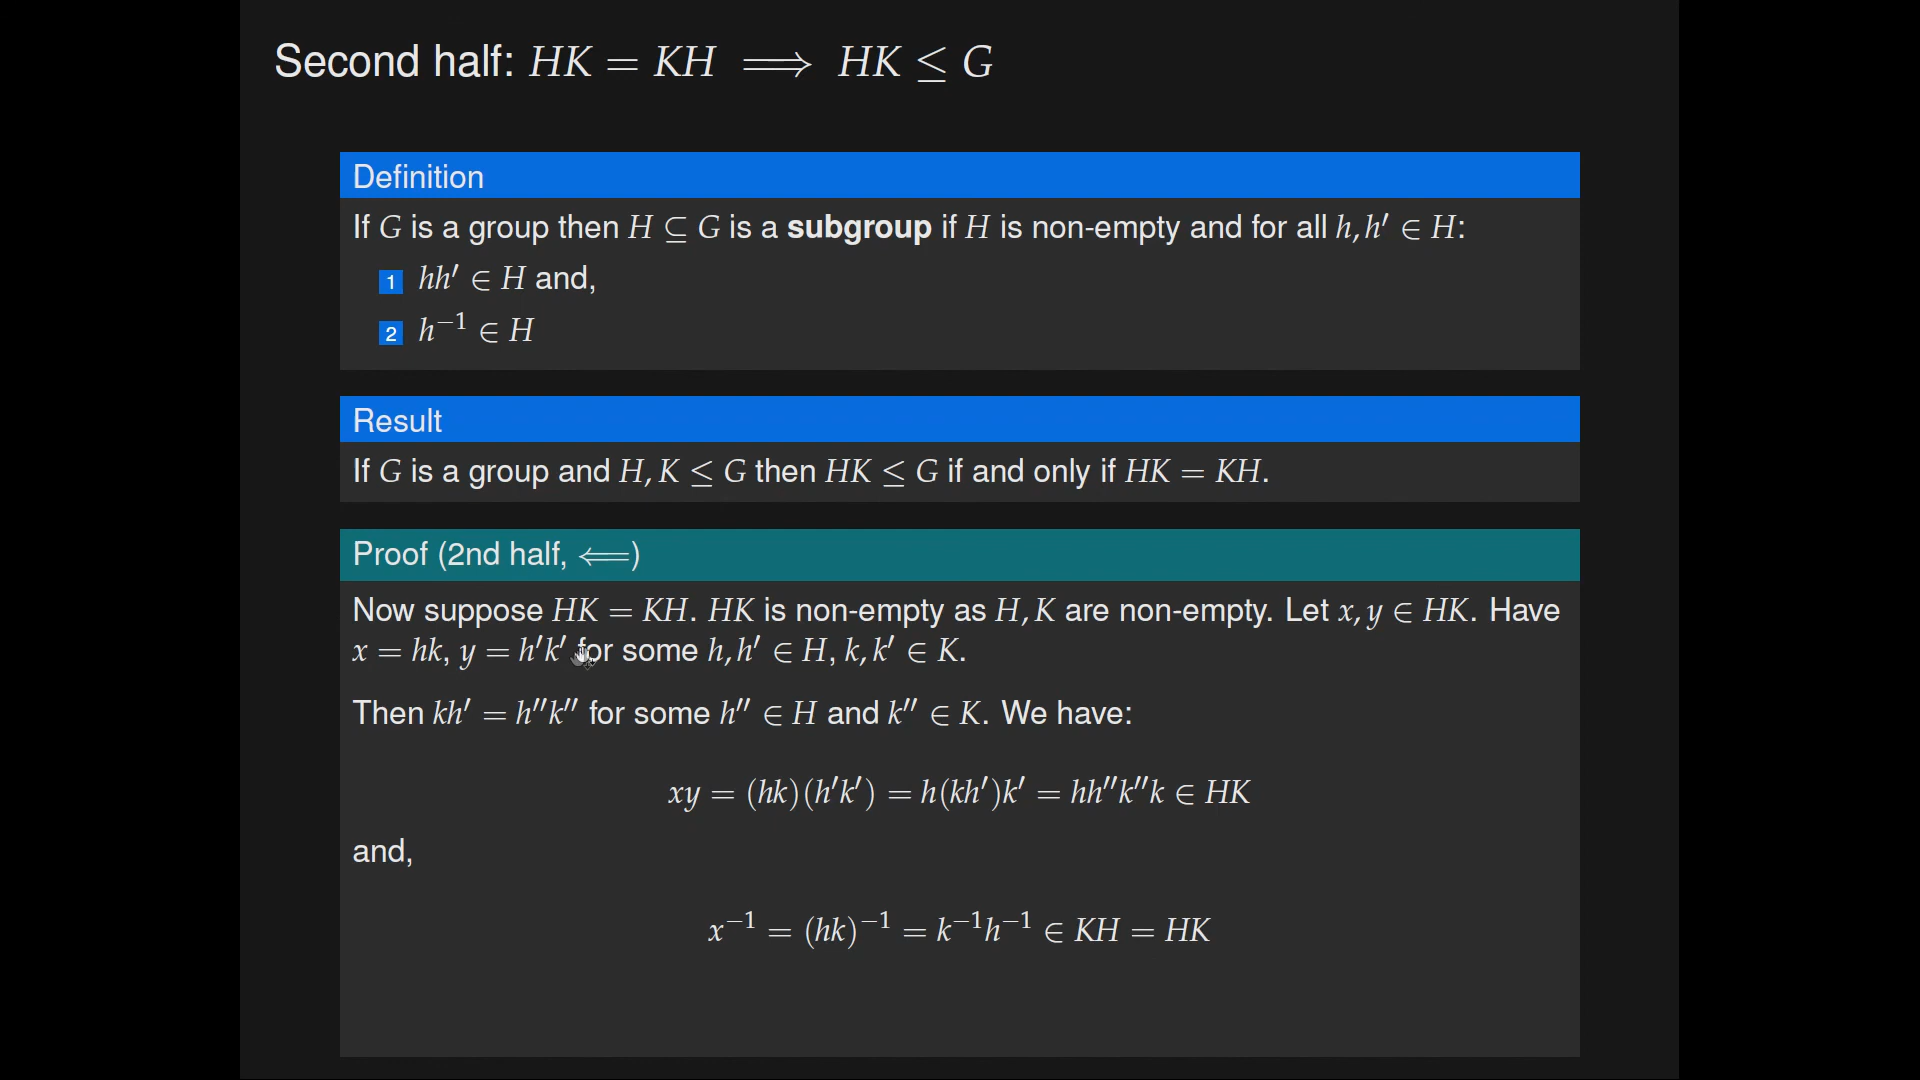 Second half: HK = KH ⟹ HK ≤ G
Definition
If G is a group then H ⊆ G is a subgroup if H is non-empty and for all h, h′ ∈ H:
1 hh′ ∈ H and,
2 h⁻¹ ∈ H
Result
If G is a group and H, K ≤ G then HK ≤ G if and only if HK = KH.
Proof (2nd half, ⟸)
Now suppose HK = KH. HK is non-empty as H, K are non-empty. Let x, y ∈ HK. Have
x = hk, y = h′k′ for some h, h′ ∈ H, k, k′ ∈ K.
Then kh′ = h″k″ for some h″ ∈ H and k″ ∈ K. We have:
xy = (hk)(h′k′) = h(kh′)k′ = hh″k″k ∈ HK
and,
x⁻¹ = (hk)⁻¹ = k⁻¹h⁻¹ ∈ KH = HK